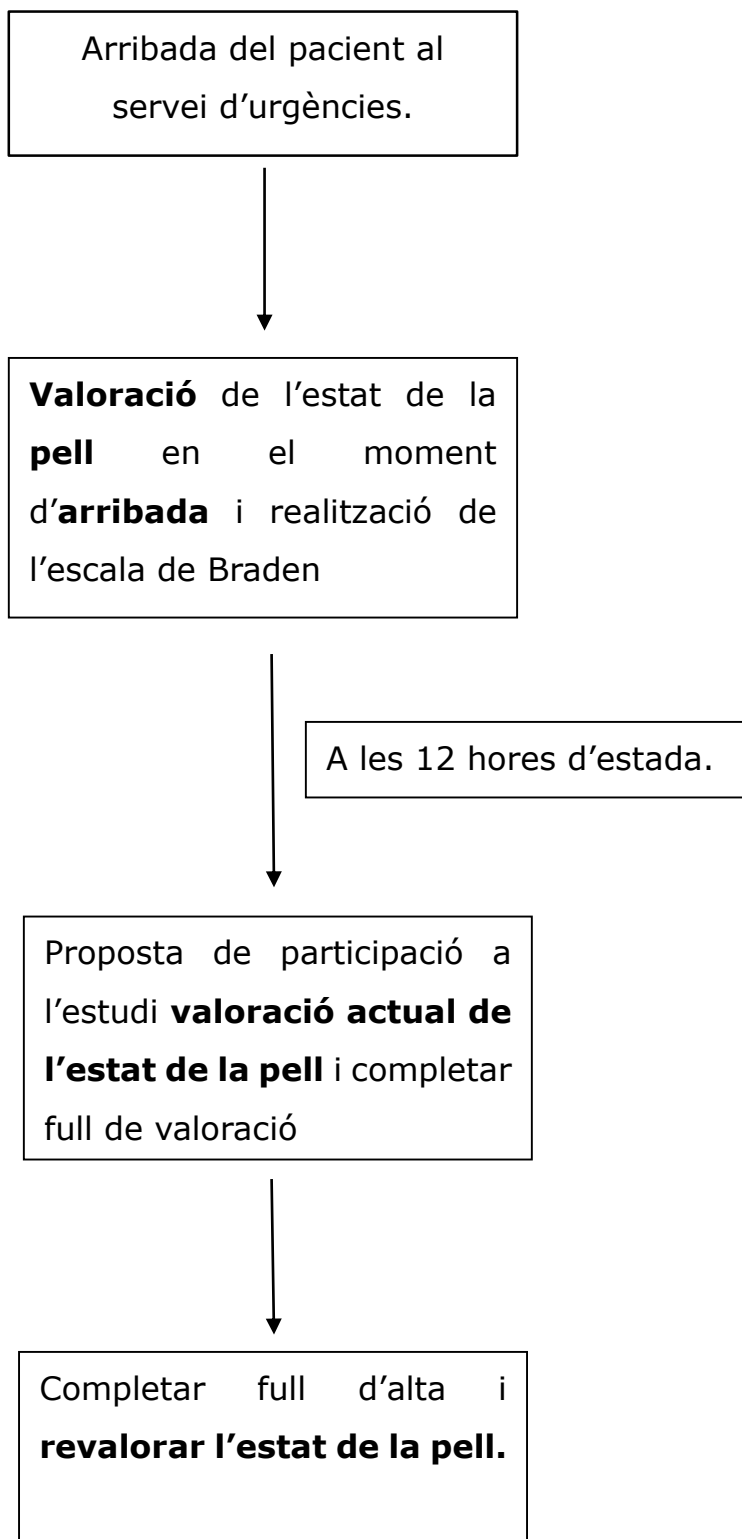 Arribada del pacient al
servei d’urgències.
Valoració de l’estat de la
pell en el moment
d’arribada i realització de
l’escala de Braden
A les 12 hores d’estada.
Proposta de participació a
l’estudi valoració actual de
l’estat de la pell i completar
full de valoració
Completar full d’alta i
revalorar l’estat de la pell.